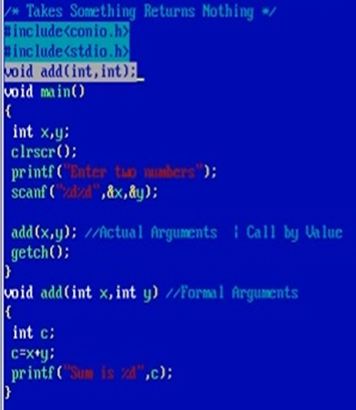 /* Takes Something Returns Nothing */
#include<conio.h>
#include<stdio.h>
void add(int,int);_
void main()
{
int x,y;
clrscr();
printf("Enter two numbers");
scanf("%d%d",&x,&y);
add(x,y); //Actual Arguments | Call by Value
getch();
}
void add(int x,int y) //Formal Arguments
{
int c;
c=x+y;
printf("Sum is %d",c);
}